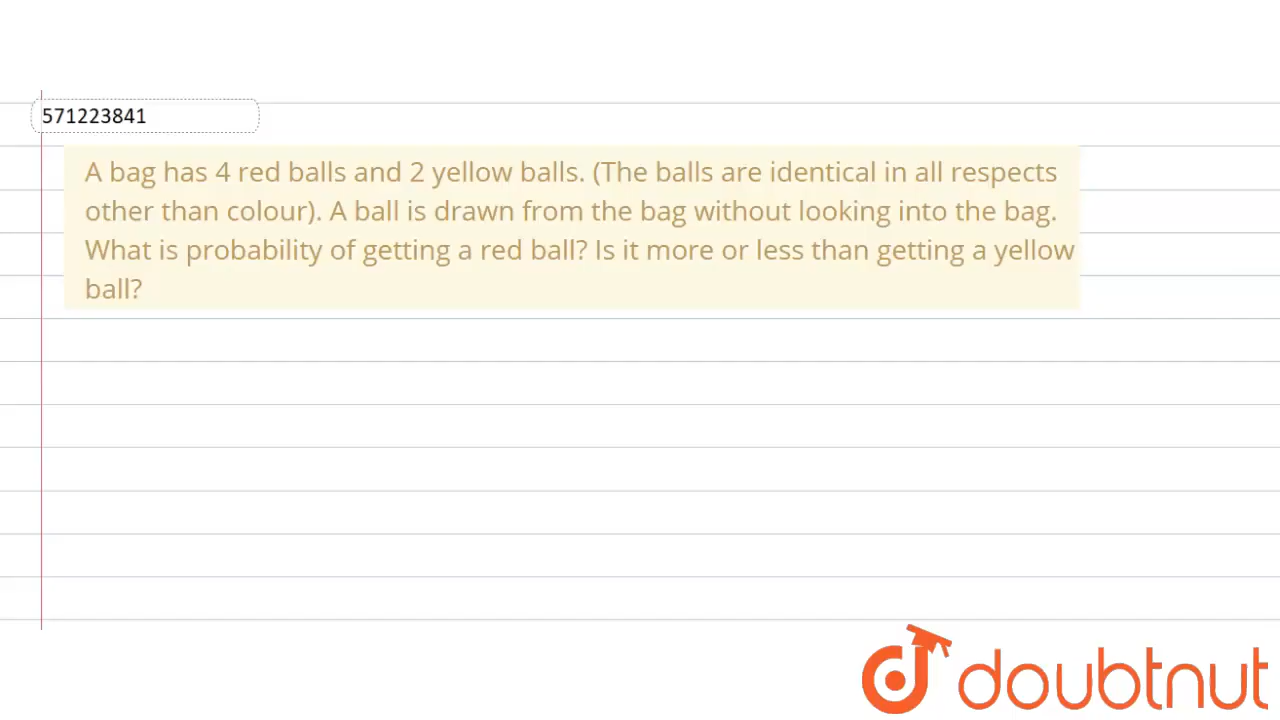 571223841
A bag has 4 red balls and 2 yellow balls. (The balls are identical in all respects
other than colour). A ball is drawn from the bag without looking into the bag.
What is probability of getting a red ball? Is it more or less than getting a yellow
ball?
doubtnut